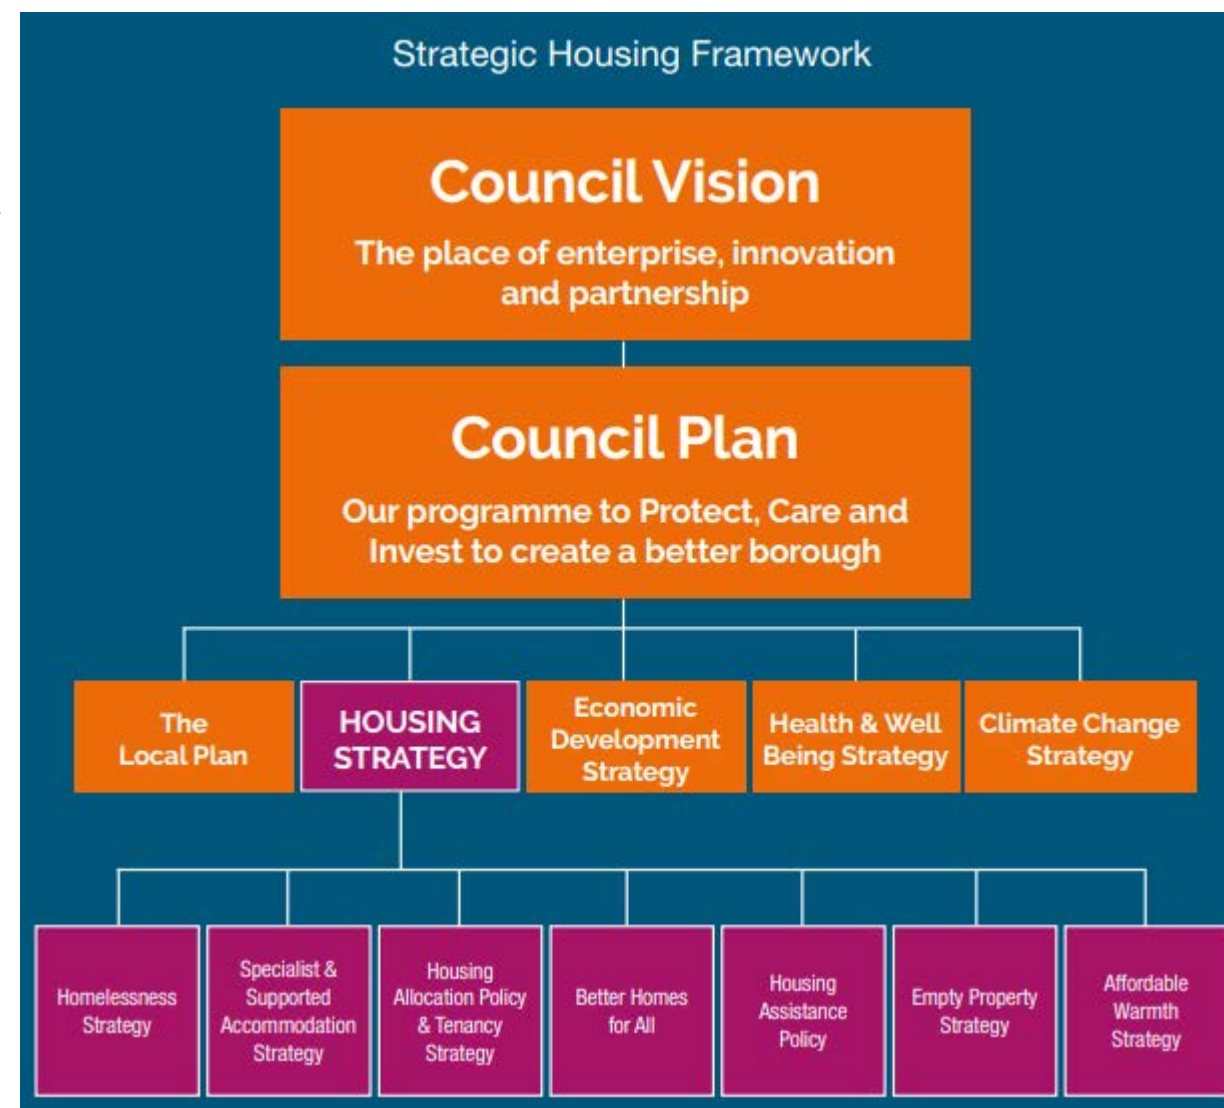 Strategic Housing Framework
Council Vision
The place of enterprise, innovation
and partnership
Council Plan
Our programme to Protect, Care and
Invest to create a better borough
The
Local Plan
HOUSING
STRATEGY
Economic
Development
Strategy
Health & Well
Being Strategy
Climate Change
Strategy
Homelessness
Strategy
Specialist &
Supported
Accommodation
Strategy
Housing
Allocation Policy
& Tenancy
Strategy
Better Homes
for All
Housing
Assistance
Policy
Empty Property
Strategy
Affordable
Warmth
Strategy